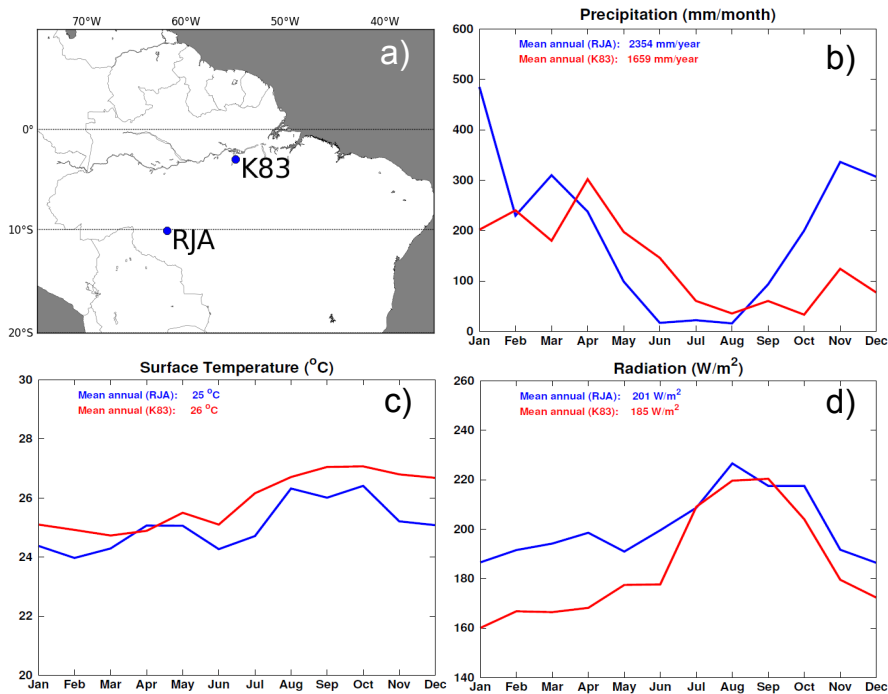 70°W 60°W 50°W 40°W
a)
0°
10°S
20°S
K83
RJA
Precipitation (mm/month)
Mean annual (RJA): 2354 mm/year
Mean annual (K83): 1659 mm/year
b)
600
500
400
300
200
100
0
Jan Feb Mar Apr May Jun Jul Aug Sep Oct Nov Dec
Surface Temperature (°C)
Mean annual (RJA): 25 °C
Mean annual (K83): 26 °C
c)
30
28
26
24
22
20
Jan Feb Mar Apr May Jun Jul Aug Sep Oct Nov Dec
Radiation (W/m²)
Mean annual (RJA): 201 W/m²
Mean annual (K83): 185 W/m²
d)
260
240
220
200
180
160
140
Jan Feb Mar Apr May Jun Jul Aug Sep Oct Nov Dec